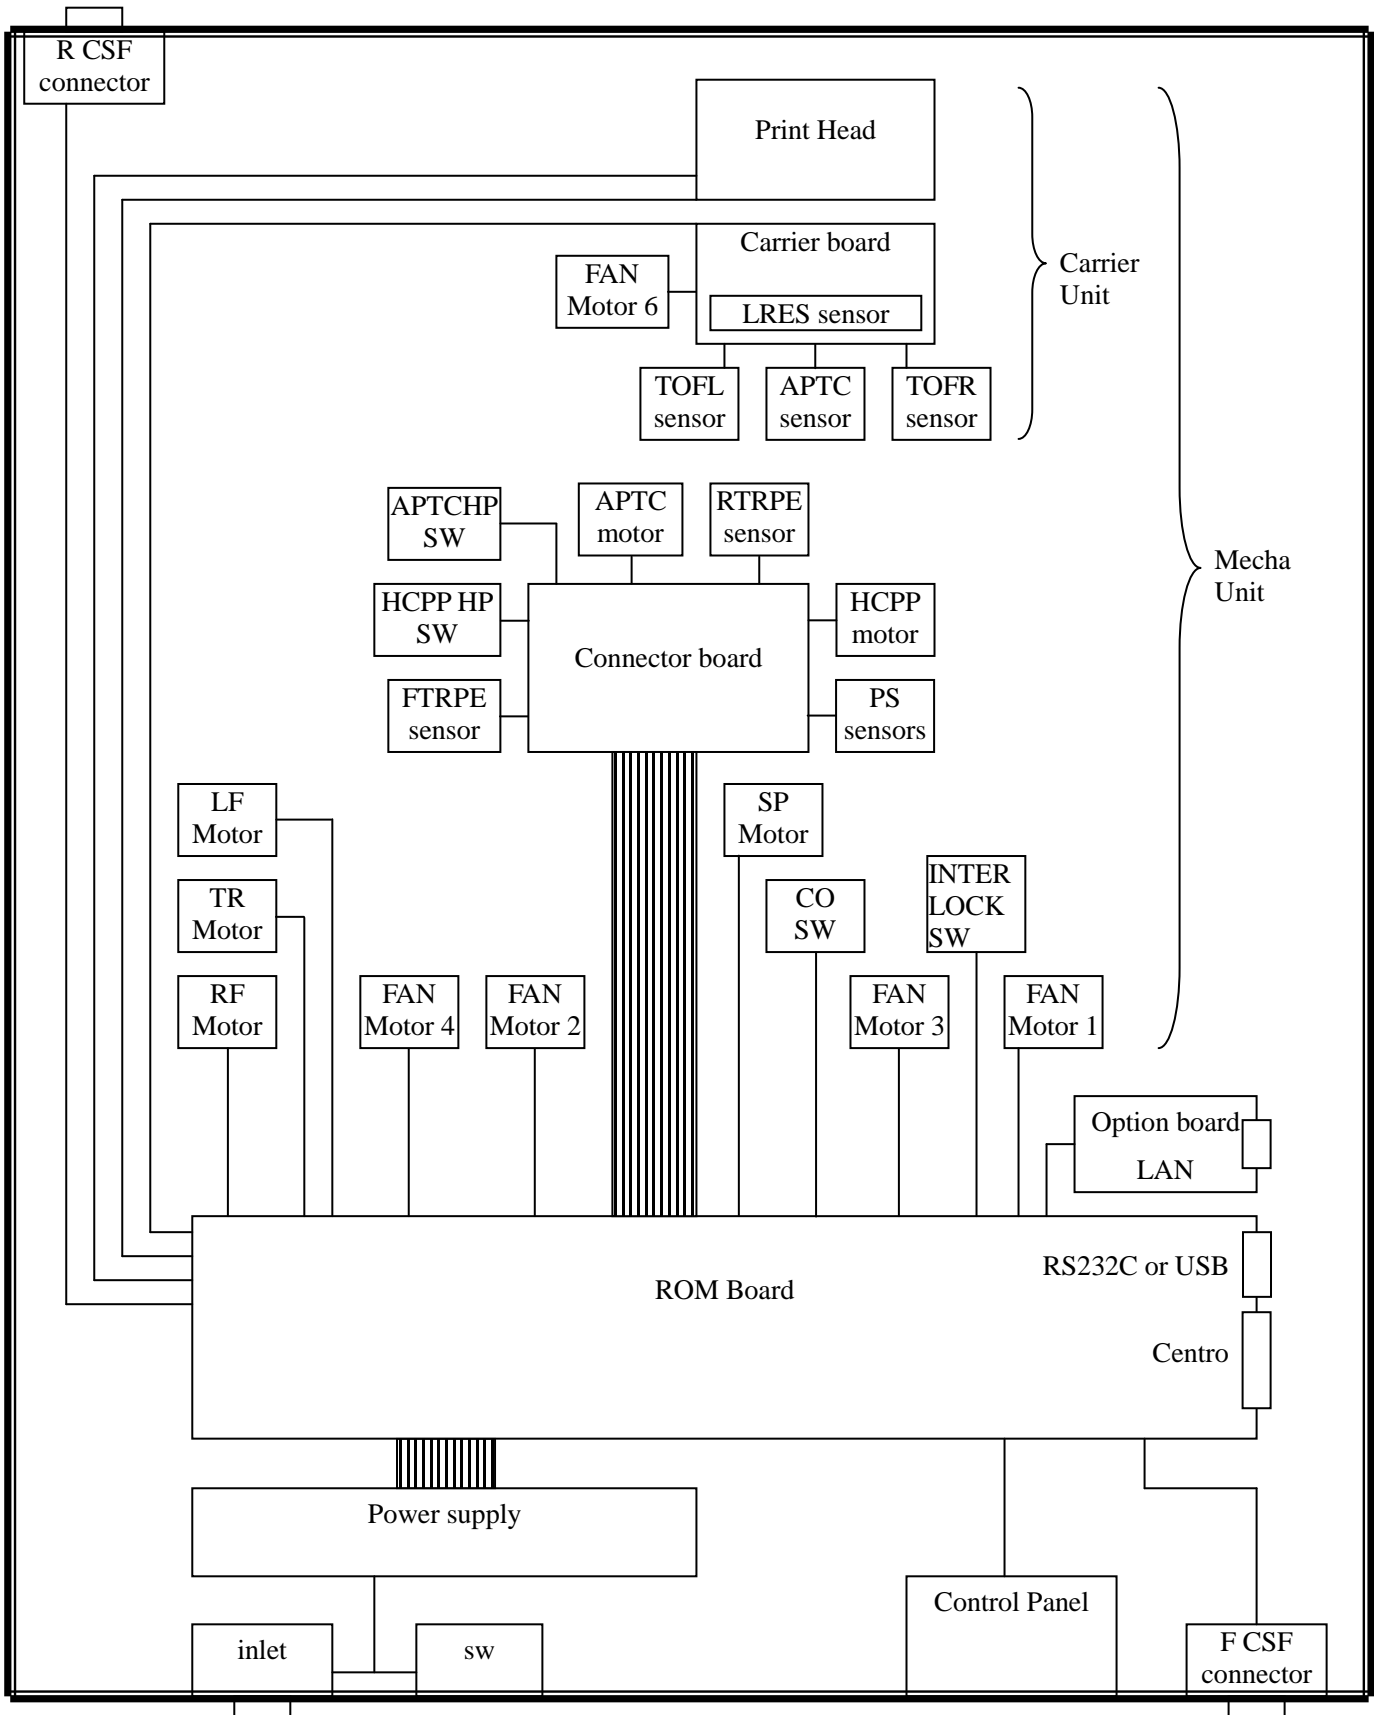 R CSF
connector
Print Head
Carrier board
FAN
Motor 6
LRES sensor
Carrier
Unit
TOFL
sensor
APTC
sensor
TOFR
sensor
APTCHP
SW
APTC
motor
RTRPE
sensor
Mecha
Unit
HCPP HP
SW
Connector board
HCPP
motor
FTRPE
sensor
PS
sensors
LF
Motor
SP
Motor
TR
Motor
CO
SW
INTER
LOCK
SW
RF
Motor
FAN
Motor 4
FAN
Motor 2
FAN
Motor 3
FAN
Motor 1
Option board
LAN
ROM Board
RS232C or USB
Centro
Power supply
Control Panel
inlet
sw
F CSF
connector